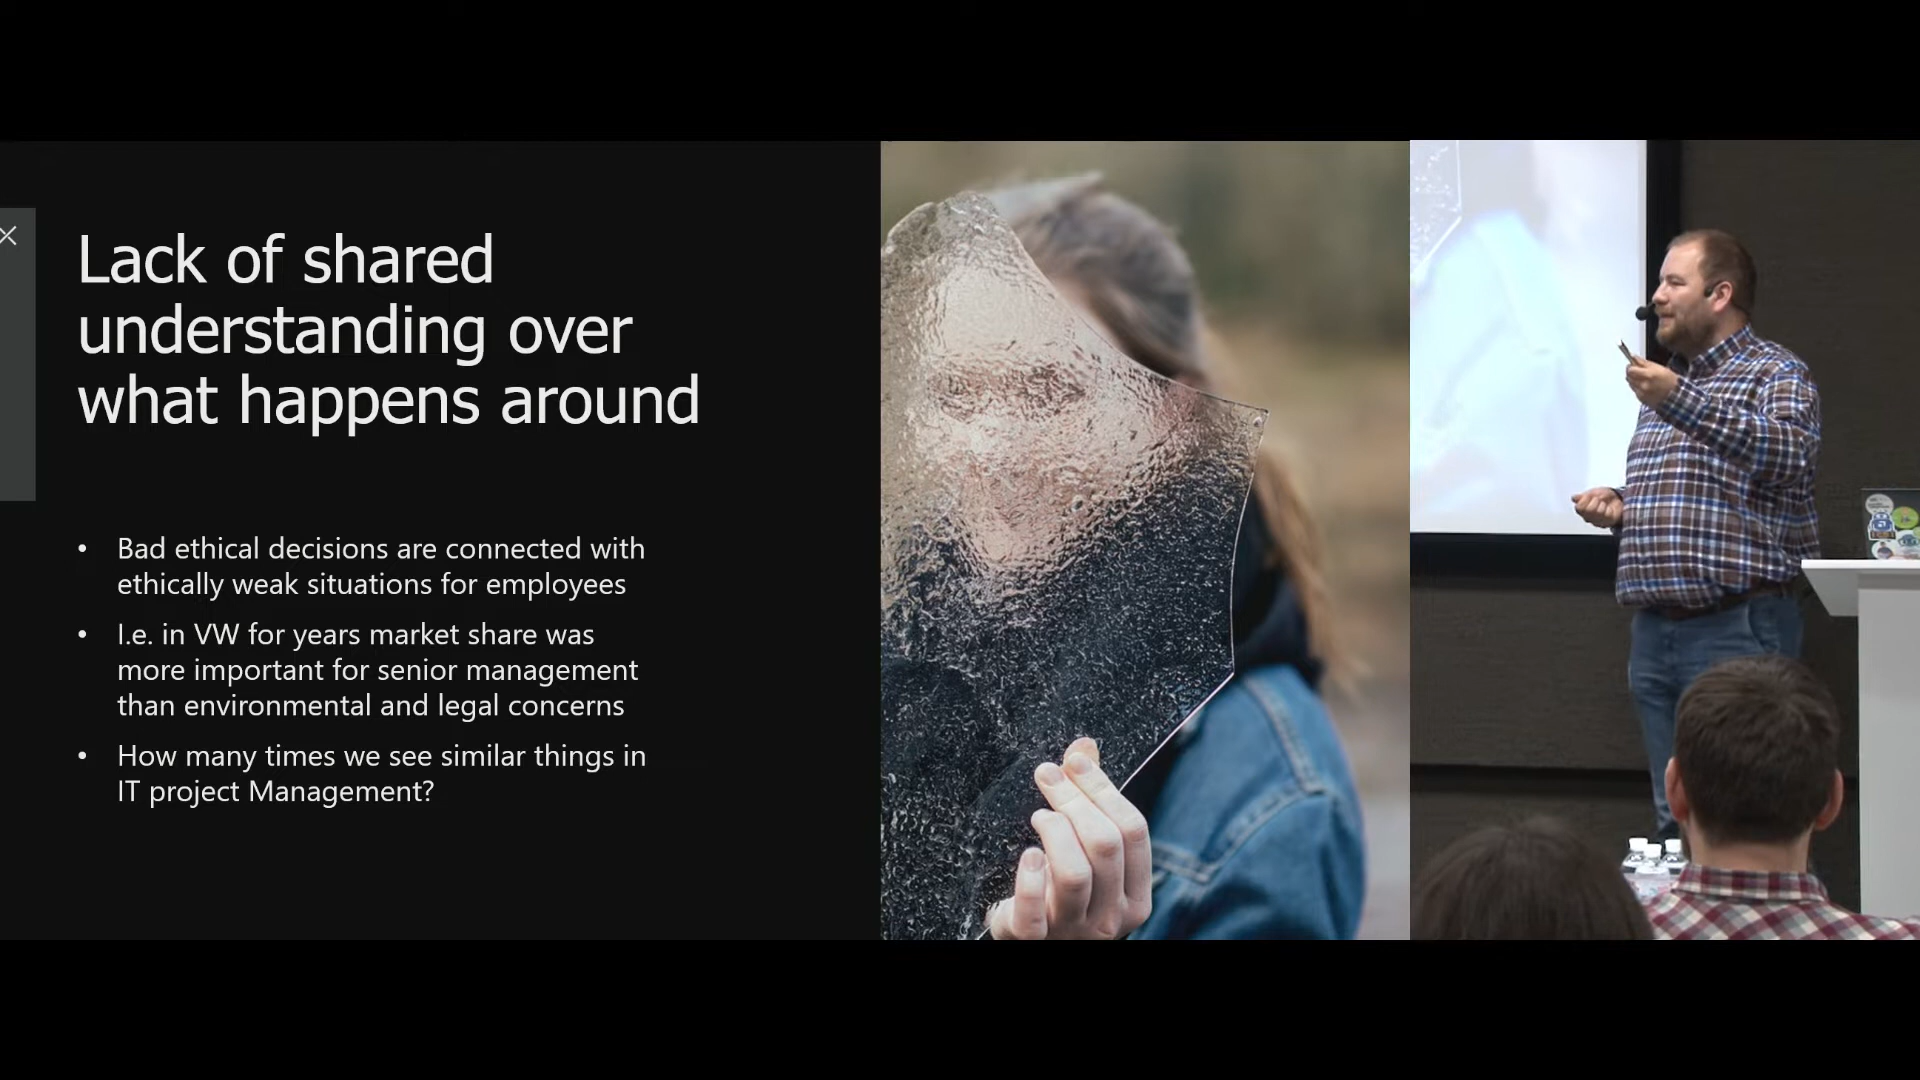 Lack of shared
understanding over
what happens around
• Bad ethical decisions are connected with
ethically weak situations for employees
• I.e. in VW for years market share was
more important for senior management
than environmental and legal concerns
• How many times we see similar things in
IT project Management?